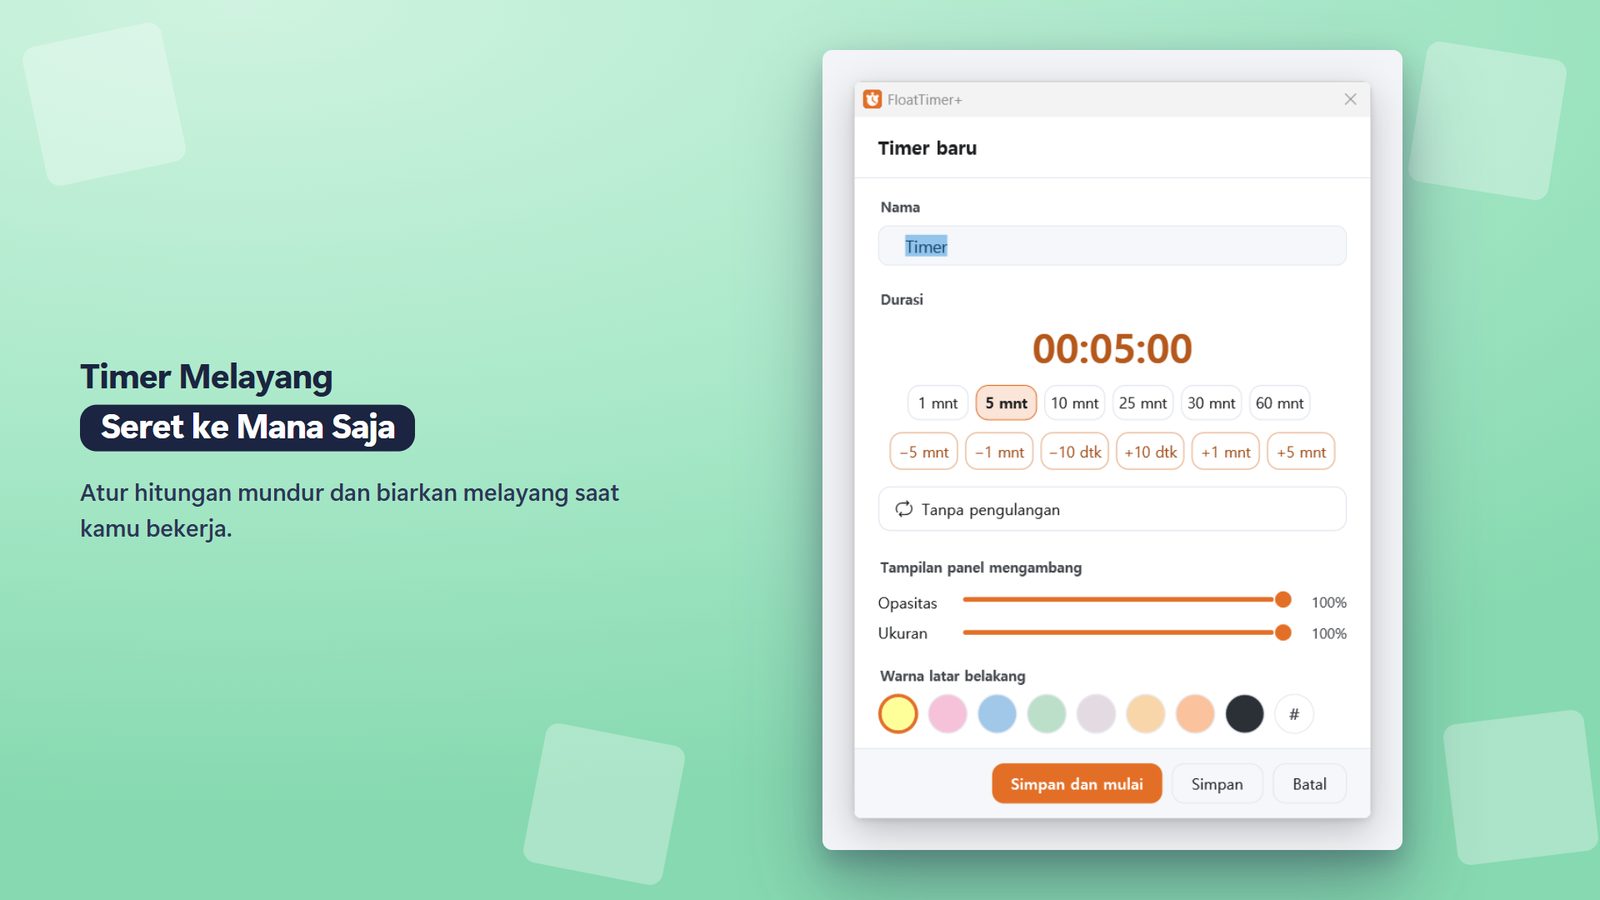 Timer Melayang
Seret ke Mana Saja
Atur hitungan mundur dan biarkan melayang saat
kamu bekerja.
FloatTimer+
Timer baru
Nama
Timer
Durasi
00:05:00
1 mnt 5 mnt 10 mnt 25 mnt 30 mnt 60 mnt
−5 mnt −1 mnt −10 dtk +10 dtk +1 mnt +5 mnt
Tanpa pengulangan
Tampilan panel mengambang
Opasitas 100%
Ukuran 100%
Warna latar belakang
#
Simpan dan mulai Simpan Batal